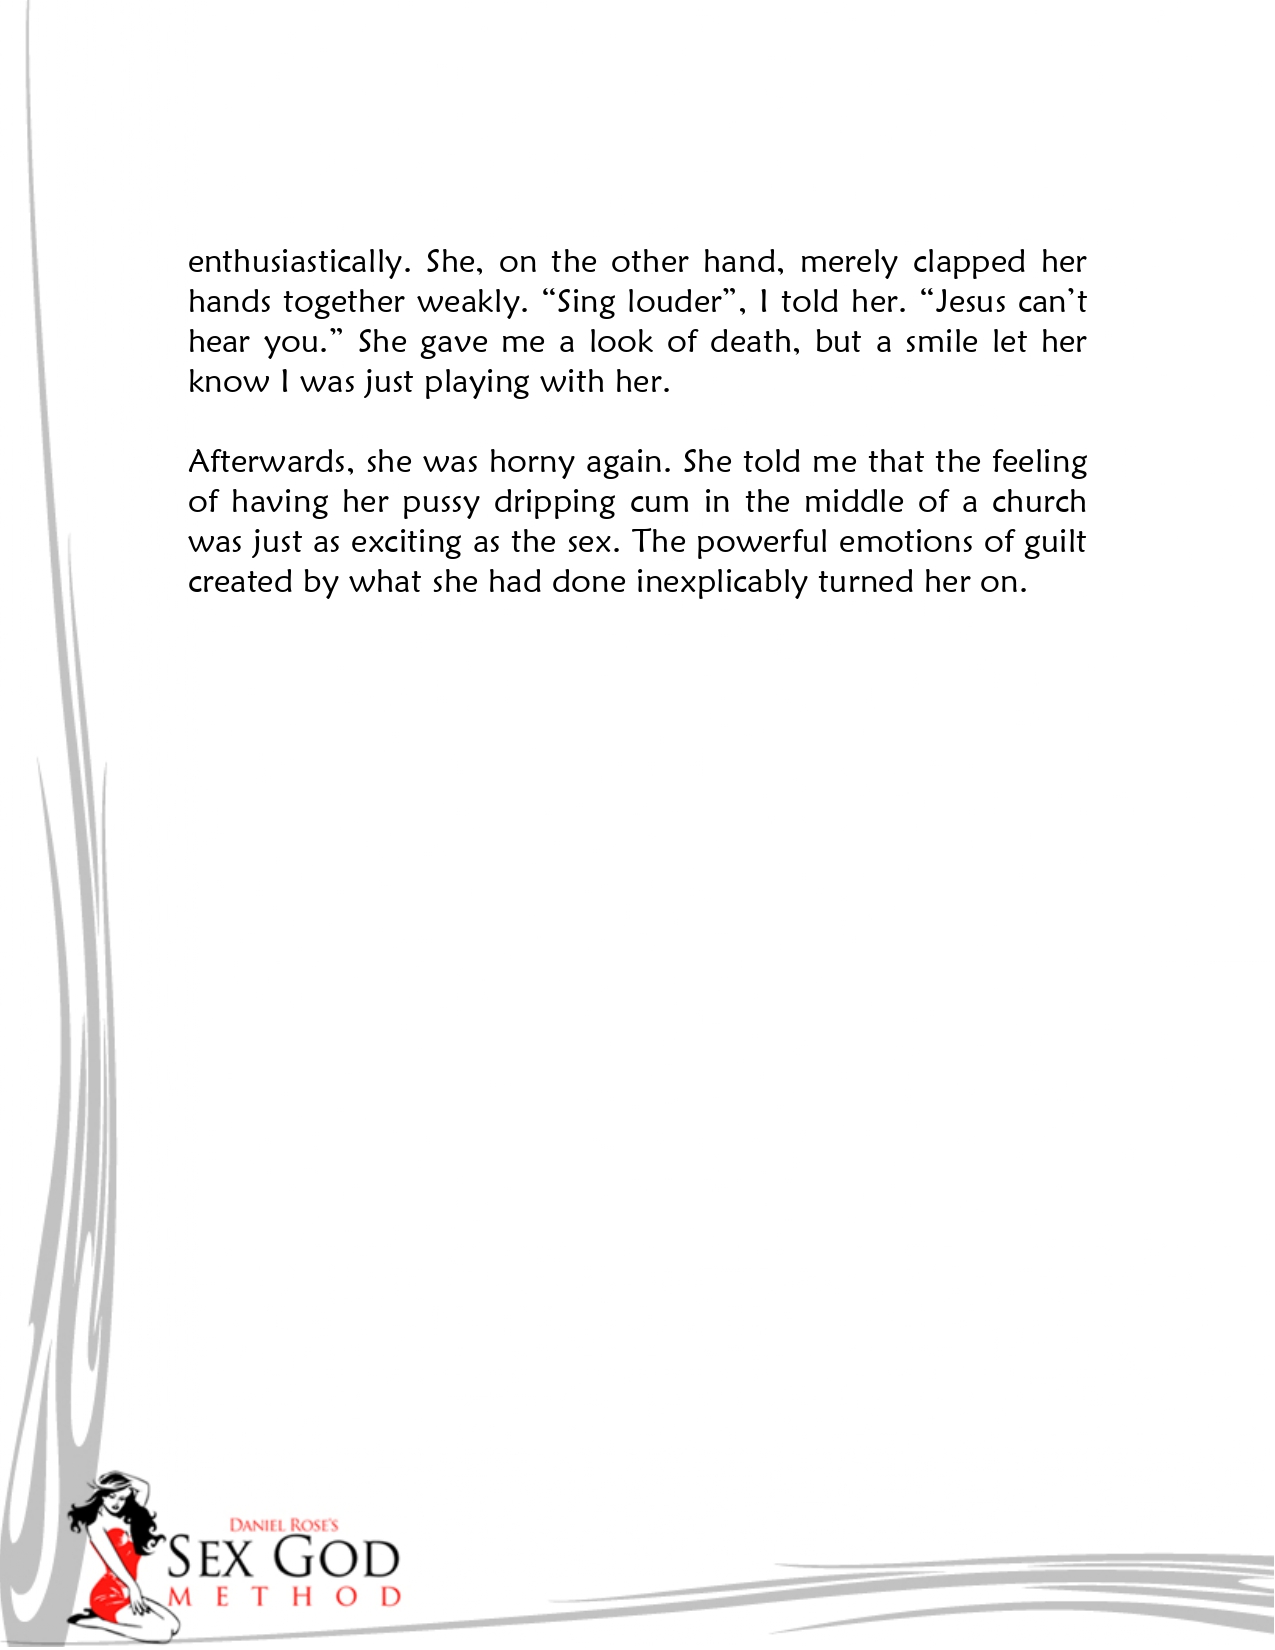 enthusiastically. She, on the other hand, merely clapped her
hands together weakly. “Sing louder”, I told her. “Jesus can’t
hear you.” She gave me a look of death, but a smile let her
know I was just playing with her.
Afterwards, she was horny again. She told me that the feeling
of having her pussy dripping cum in the middle of a church
was just as exciting as the sex. The powerful emotions of guilt
created by what she had done inexplicably turned her on.
DANIEL ROSE'S
SEX GOD
METHOD